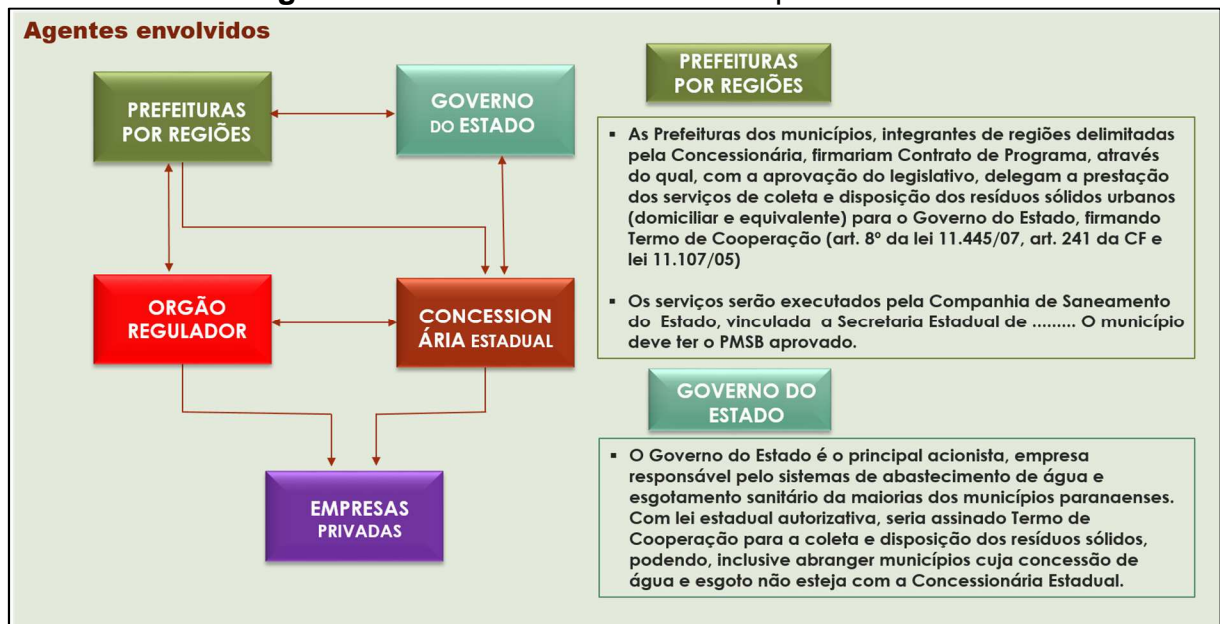 Agentes envolvidos
PREFEITURAS
POR REGIÕES
GOVERNO
DO ESTADO
ORGÃO
REGULADOR
CONCESSION
ÁRIA ESTADUAL
EMPRESAS
PRIVADAS
PREFEITURAS
POR REGIÕES
▪ As Prefeituras dos municípios, integrantes de regiões delimitadas
pela Concessionária, firmariam Contrato de Programa, através
do qual, com a aprovação do legislativo, delegam a prestação
dos serviços de coleta e disposição dos resíduos sólidos urbanos
(domiciliar e equivalente) para o Governo do Estado, firmando
Termo de Cooperação (art. 8º da lei 11.445/07, art. 241 da CF e
lei 11.107/05)
▪ Os serviços serão executados pela Companhia de Saneamento
do Estado, vinculada a Secretaria Estadual de ......... O município
deve ter o PMSB aprovado.
GOVERNO DO
ESTADO
▪ O Governo do Estado é o principal acionista, empresa
responsável pelo sistemas de abastecimento de água e
esgotamento sanitário da maiorias dos municípios paranaenses.
Com lei estadual autorizativa, seria assinado Termo de
Cooperação para a coleta e disposição dos resíduos sólidos,
podendo, inclusive abranger municípios cuja concessão de
água e esgoto não esteja com a Concessionária Estadual.